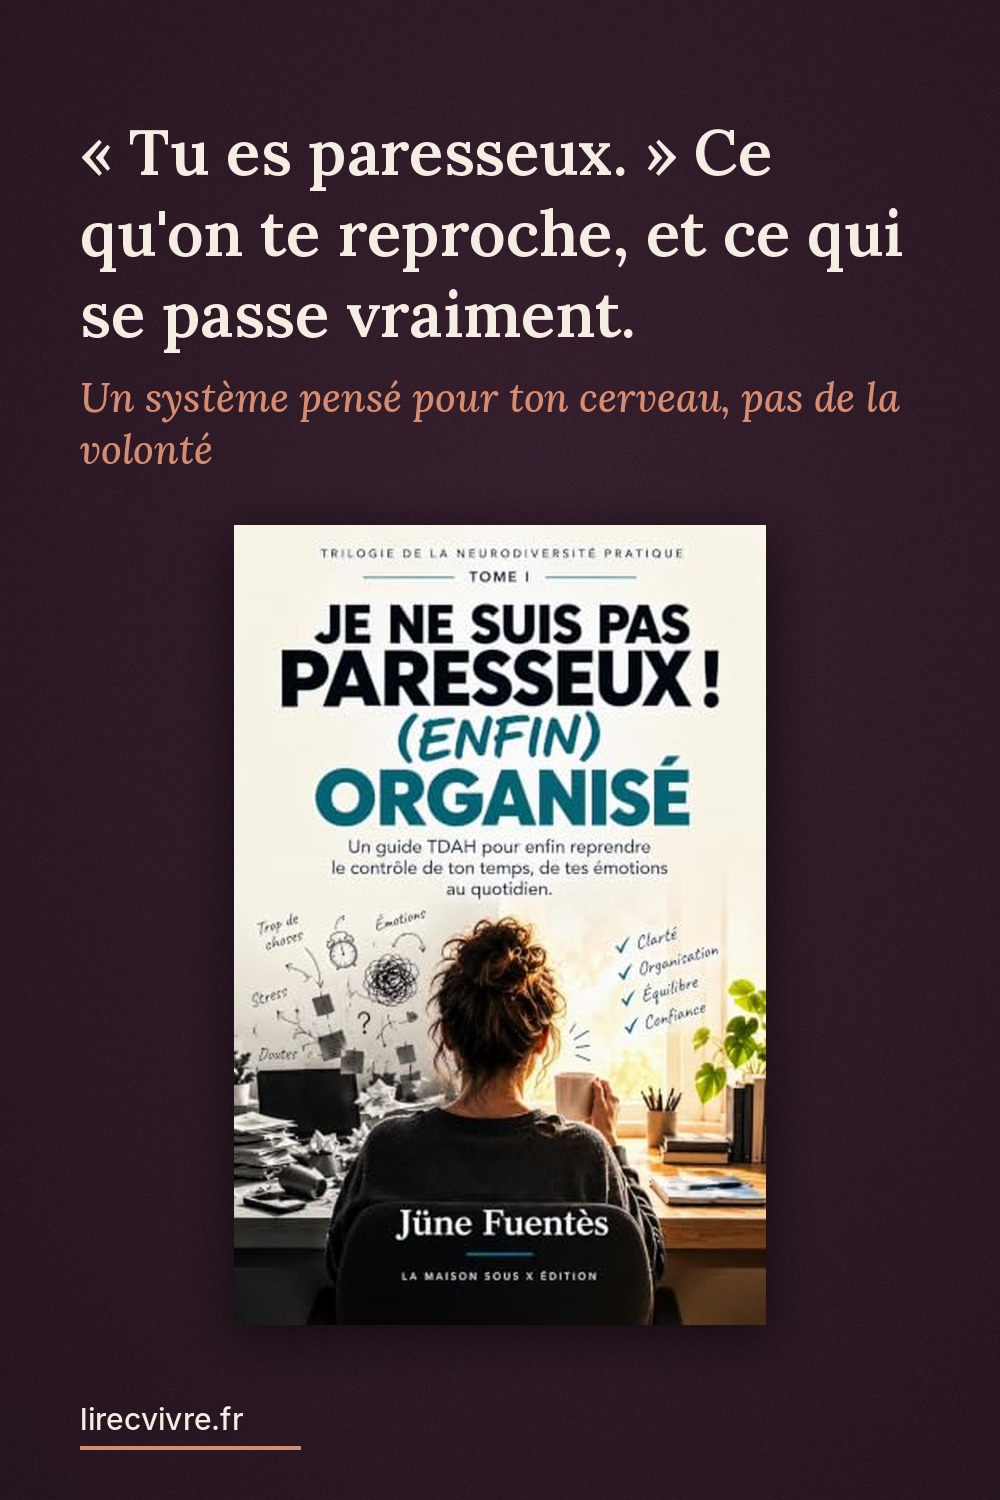 « Tu es paresseux. » Ce
qu'on te reproche, et ce qui
se passe vraiment.
Un système pensé pour ton cerveau, pas de la
volonté
TRILOGIE DE LA NEURODIVERSITÉ PRATIQUE
TOME I
JE NE SUIS PAS
PARESSEUX !
(ENFIN)
ORGANISÉ
Un guide TDAH pour enfin reprendre
le contrôle de ton temps, de tes émotions
au quotidien.
Trop de
choses
Émotions
Stress
?
Doutes
✓ Clarté
✓ Organisation
✓ Équilibre
✓ Confiance
Jüne Fuentès
LA MAISON SOUS X ÉDITION
lirecvivre.fr